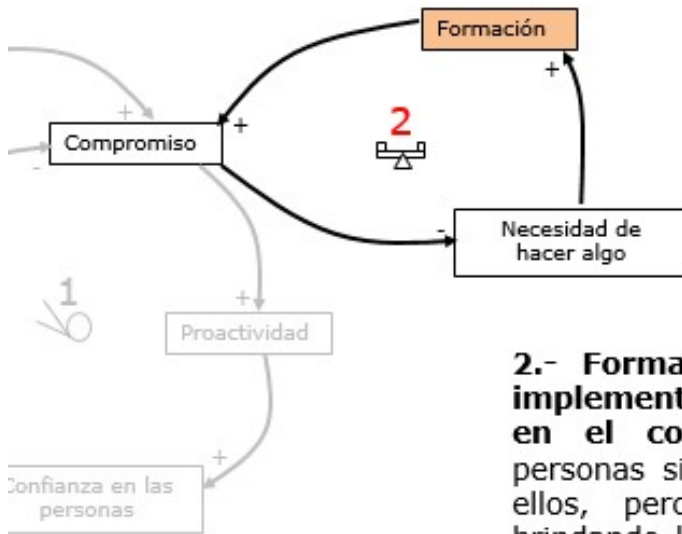 Formación
+
2
+
+
Compromiso
+
-
-
Necesidad de
hacer algo
1
+
Proactividad
2.- Forma
implement
en el co
personas si
ellos, perc
+
Confianza en las
personas
brindando l